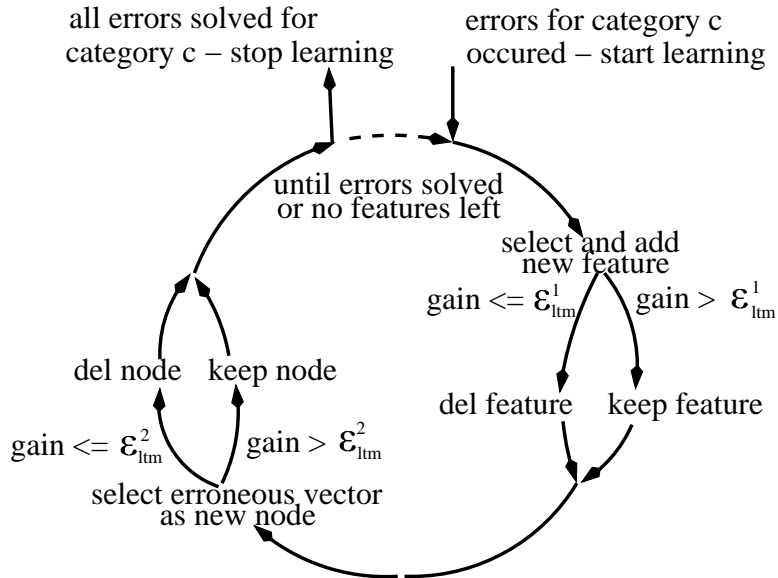 all errors solved for
category c – stop learning
errors for category c
occured – start learning
until errors solved
or no features left
select and add
new feature
gain <= ε¹ltm
gain > ε¹ltm
del feature
keep feature
del node
keep node
gain <= ε²ltm
gain > ε²ltm
select erroneous vector
as new node